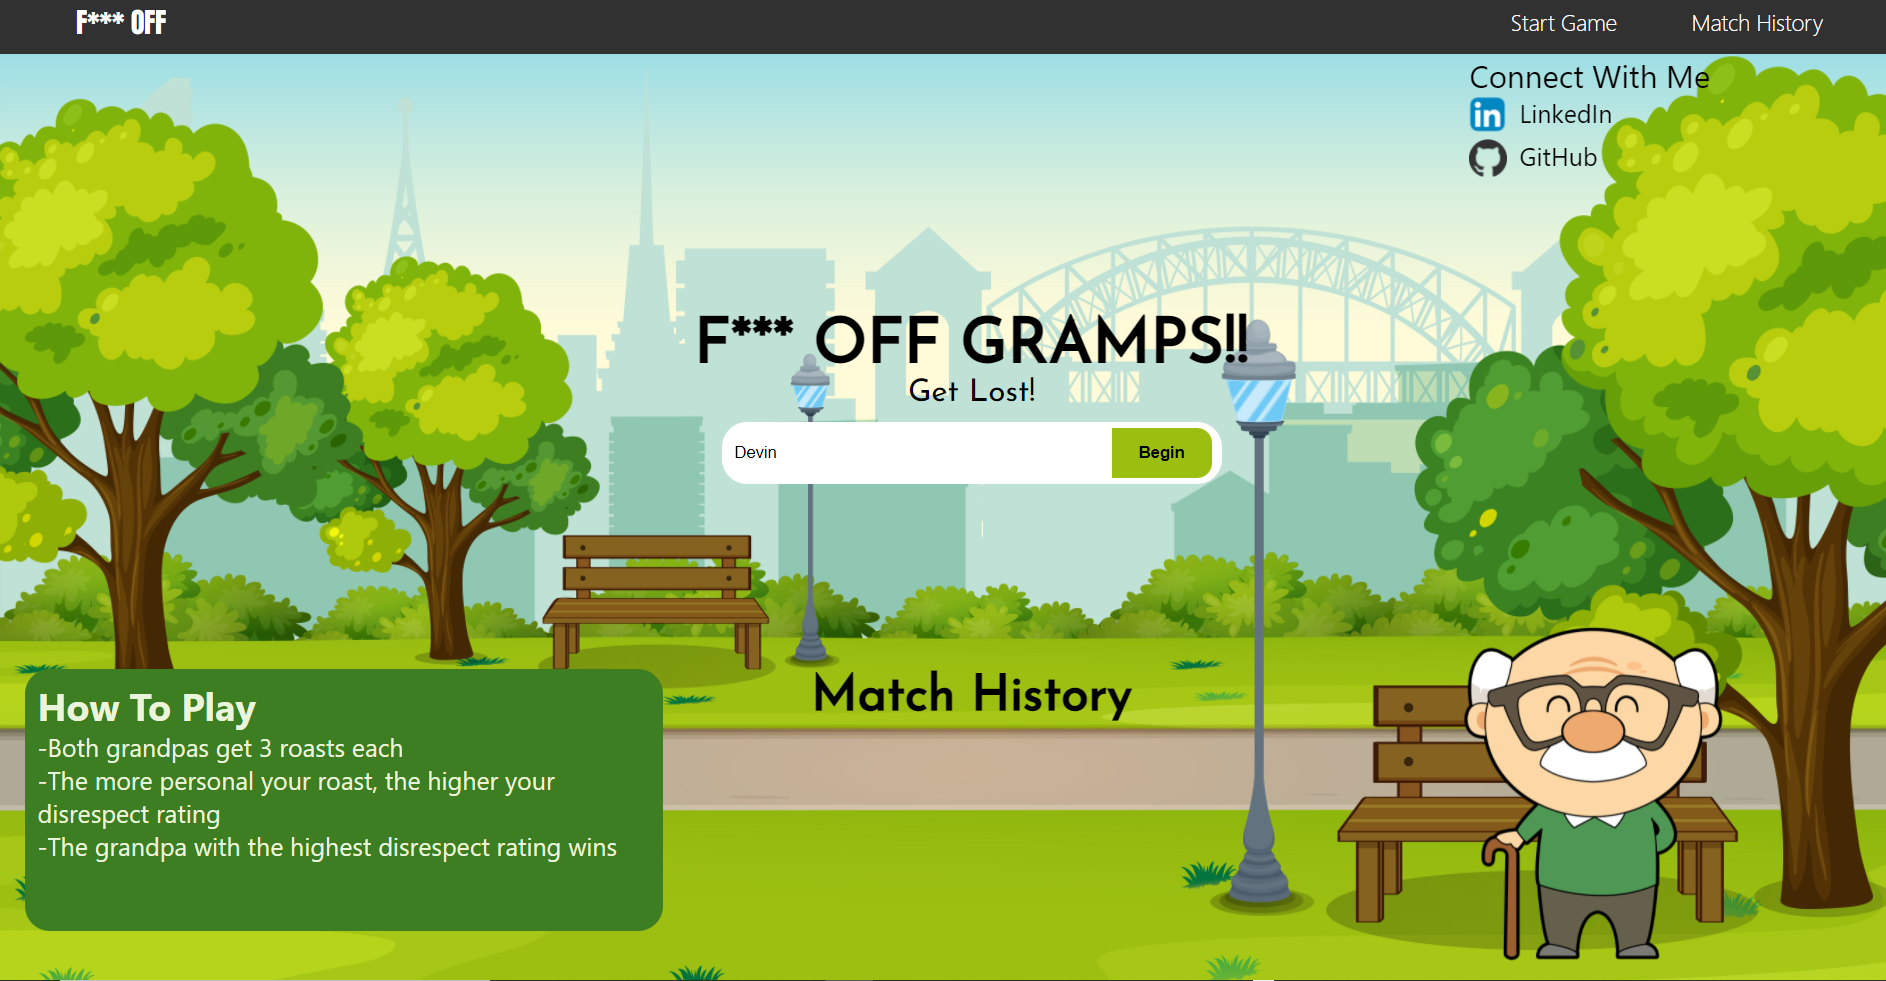 F*** OFF
Start Game
Match History
Connect With Me
in LinkedIn
GitHub
F*** OFF GRAMPS!!
Get Lost!
Devin
Begin
Match History
How To Play
-Both grandpas get 3 roasts each
-The more personal your roast, the higher your
disrespect rating
-The grandpa with the highest disrespect rating wins